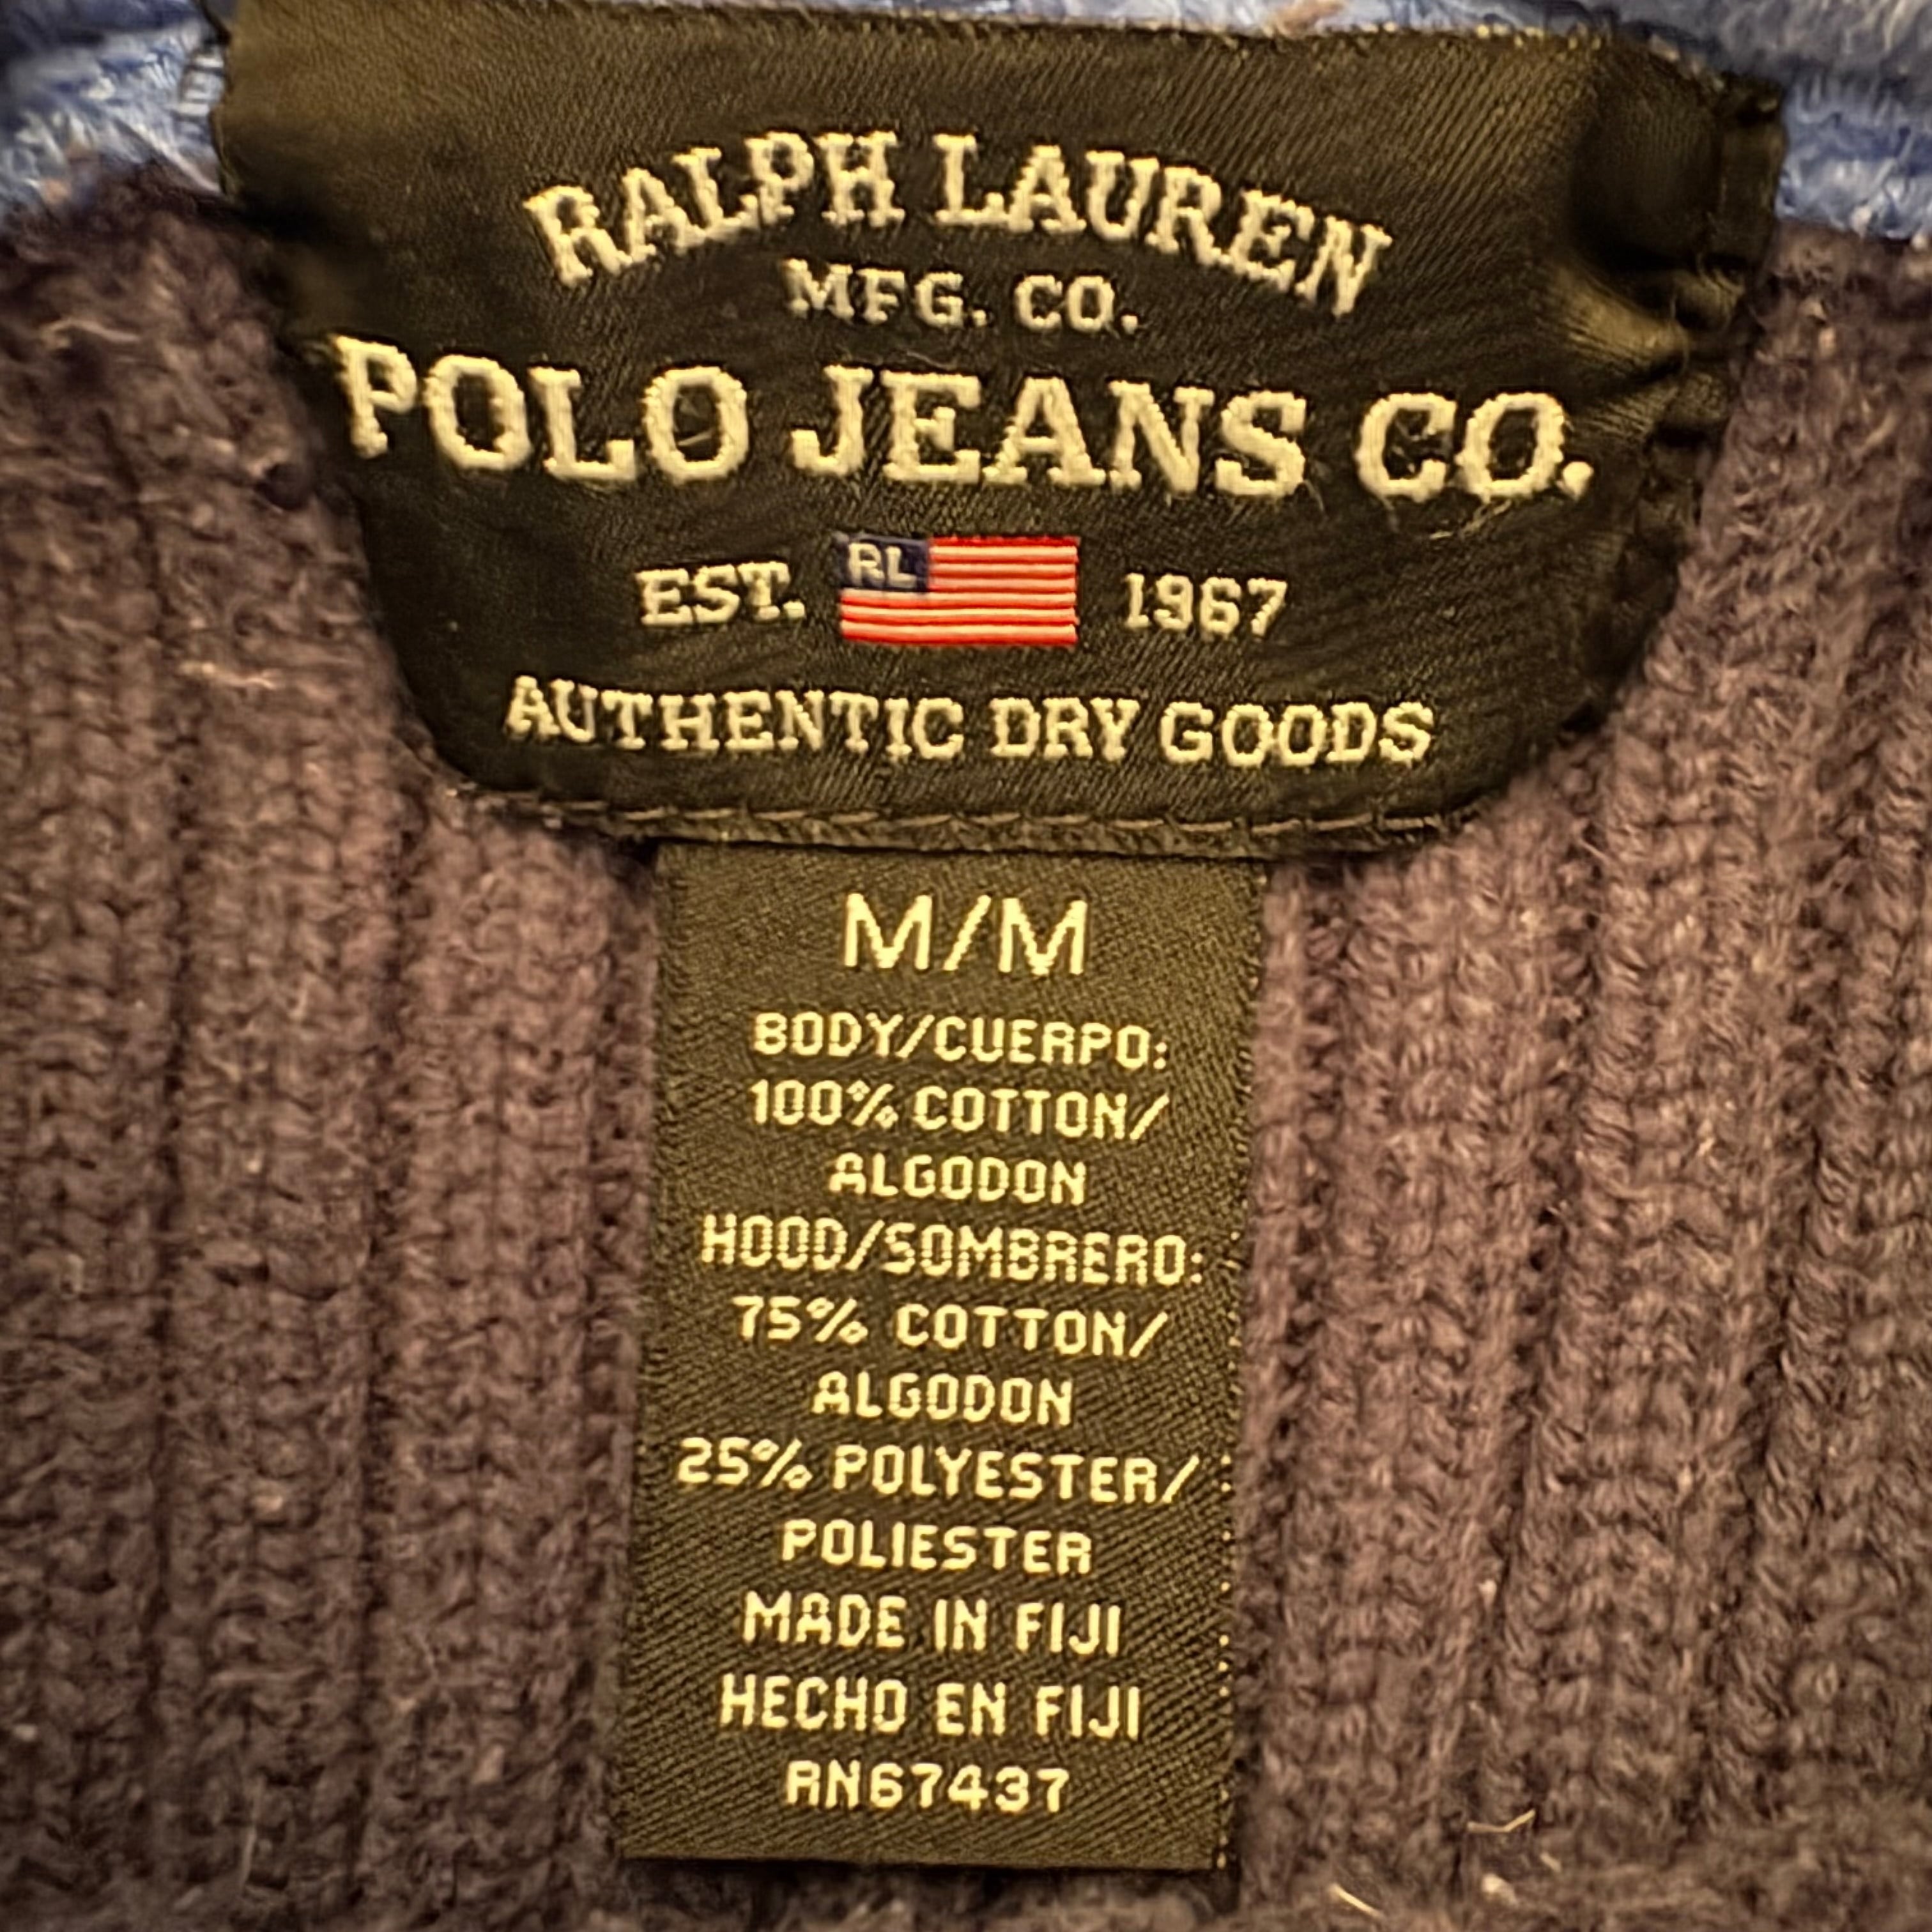 RALPH LAUREN
MFG. CO.
POLO JEANS CO.
EST. RL 1967
AUTHENTIC DRY GOODS
M/M
BODY/CUERPO:
100% COTTON/
ALGODON
HOOD/SOMBRERO:
75% COTTON/
ALGODON
25% POLYESTER/
POLIESTER
MADE IN FIJI
HECHO EN FIJI
RN67437